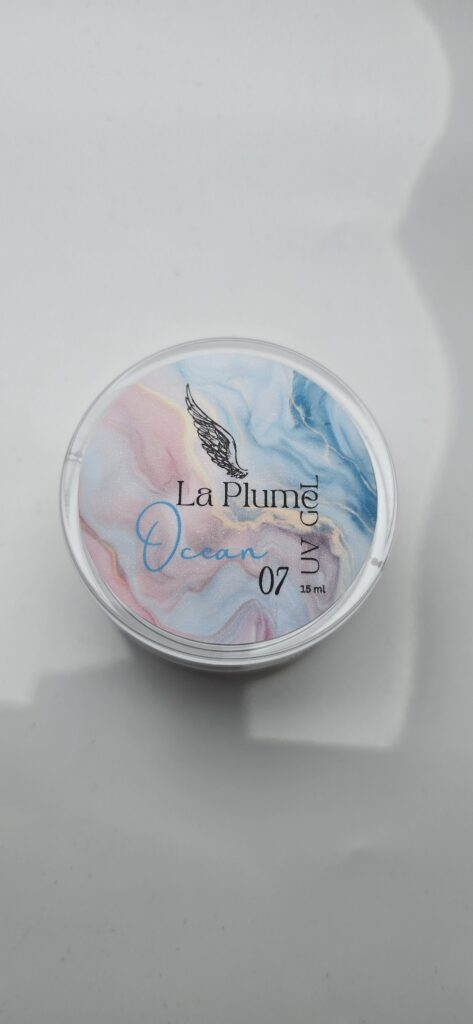 La Plume
Ocean
07
UV GEL
15 ml